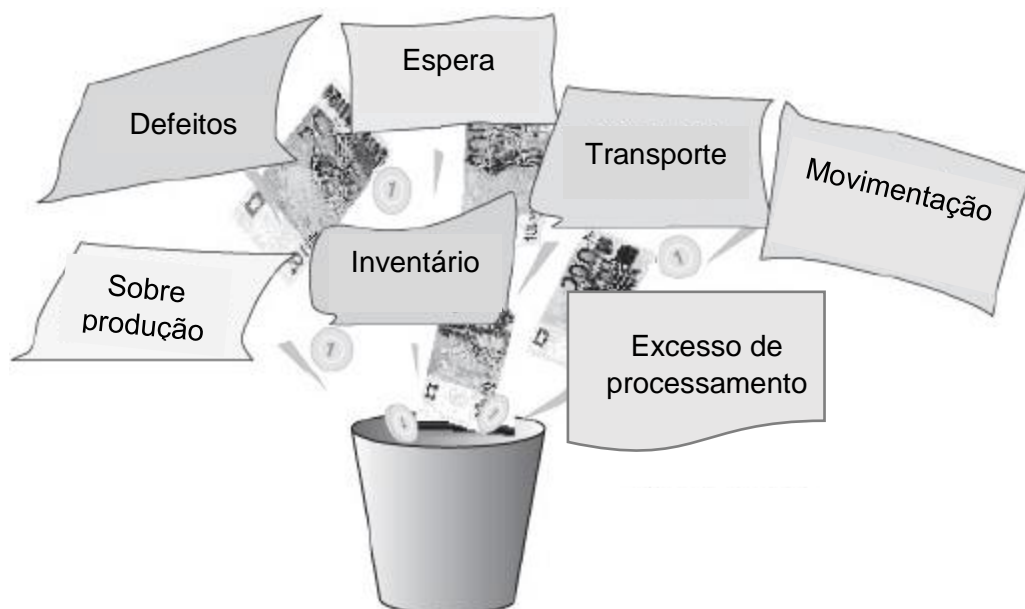 Espera
Defeitos
Transporte
Movimentação
Inventário
Sobre
produção
Excesso de
processamento